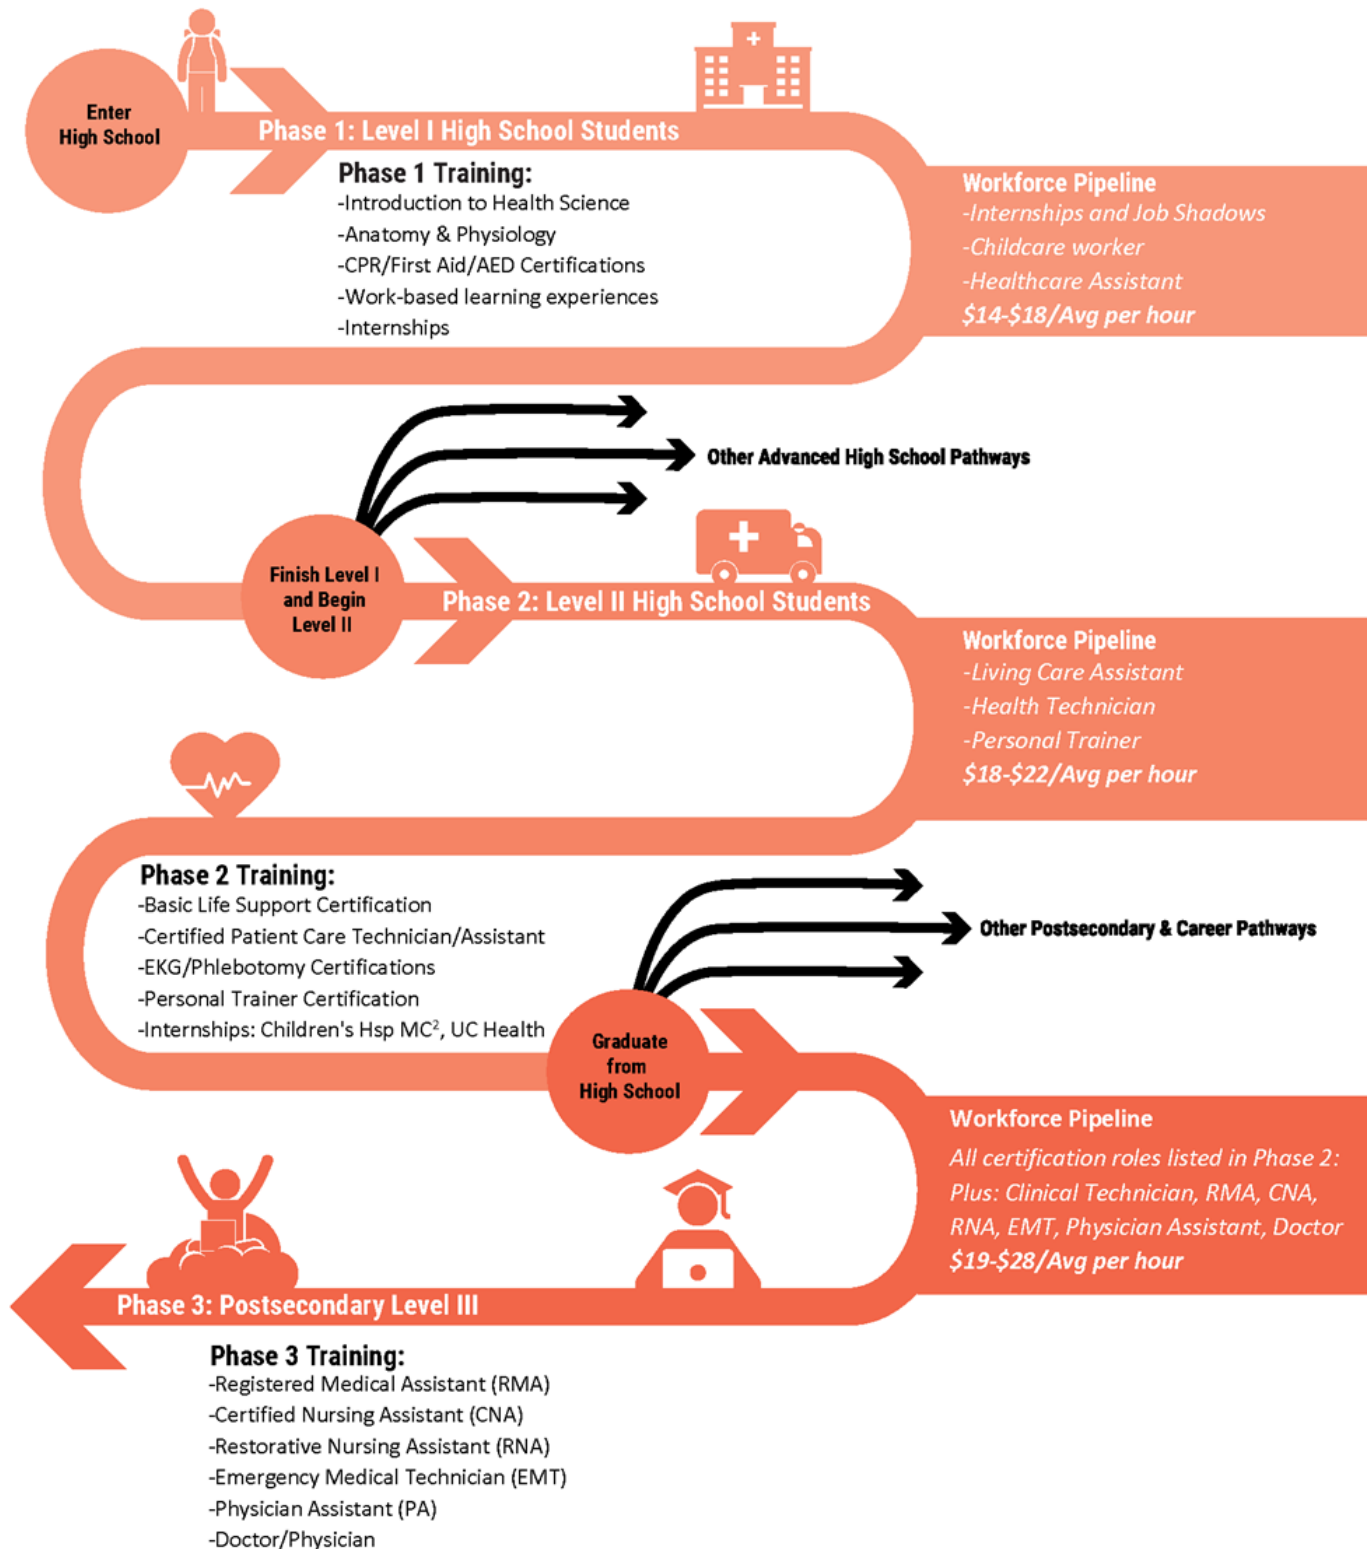 Enter
High School
Phase 1: Level I High School Students
Phase 1 Training:
-Introduction to Health Science
-Anatomy & Physiology
-CPR/First Aid/AED Certifications
-Work-based learning experiences
-Internships
Workforce Pipeline
-Internships and Job Shadows
-Childcare worker
-Healthcare Assistant
$14-$18/Avg per hour
Other Advanced High School Pathways
Finish Level I
and Begin
Level II
Phase 2: Level II High School Students
Workforce Pipeline
-Living Care Assistant
-Health Technician
-Personal Trainer
$18-$22/Avg per hour
Phase 2 Training:
-Basic Life Support Certification
-Certified Patient Care Technician/Assistant
-EKG/Phlebotomy Certifications
-Personal Trainer Certification
-Internships: Children's Hsp MC², UC Health
Other Postsecondary & Career Pathways
Graduate
from
High School
Workforce Pipeline
All certification roles listed in Phase 2:
Plus: Clinical Technician, RMA, CNA,
RNA, EMT, Physician Assistant, Doctor
$19-$28/Avg per hour
Phase 3: Postsecondary Level III
Phase 3 Training:
-Registered Medical Assistant (RMA)
-Certified Nursing Assistant (CNA)
-Restorative Nursing Assistant (RNA)
-Emergency Medical Technician (EMT)
-Physician Assistant (PA)
-Doctor/Physician